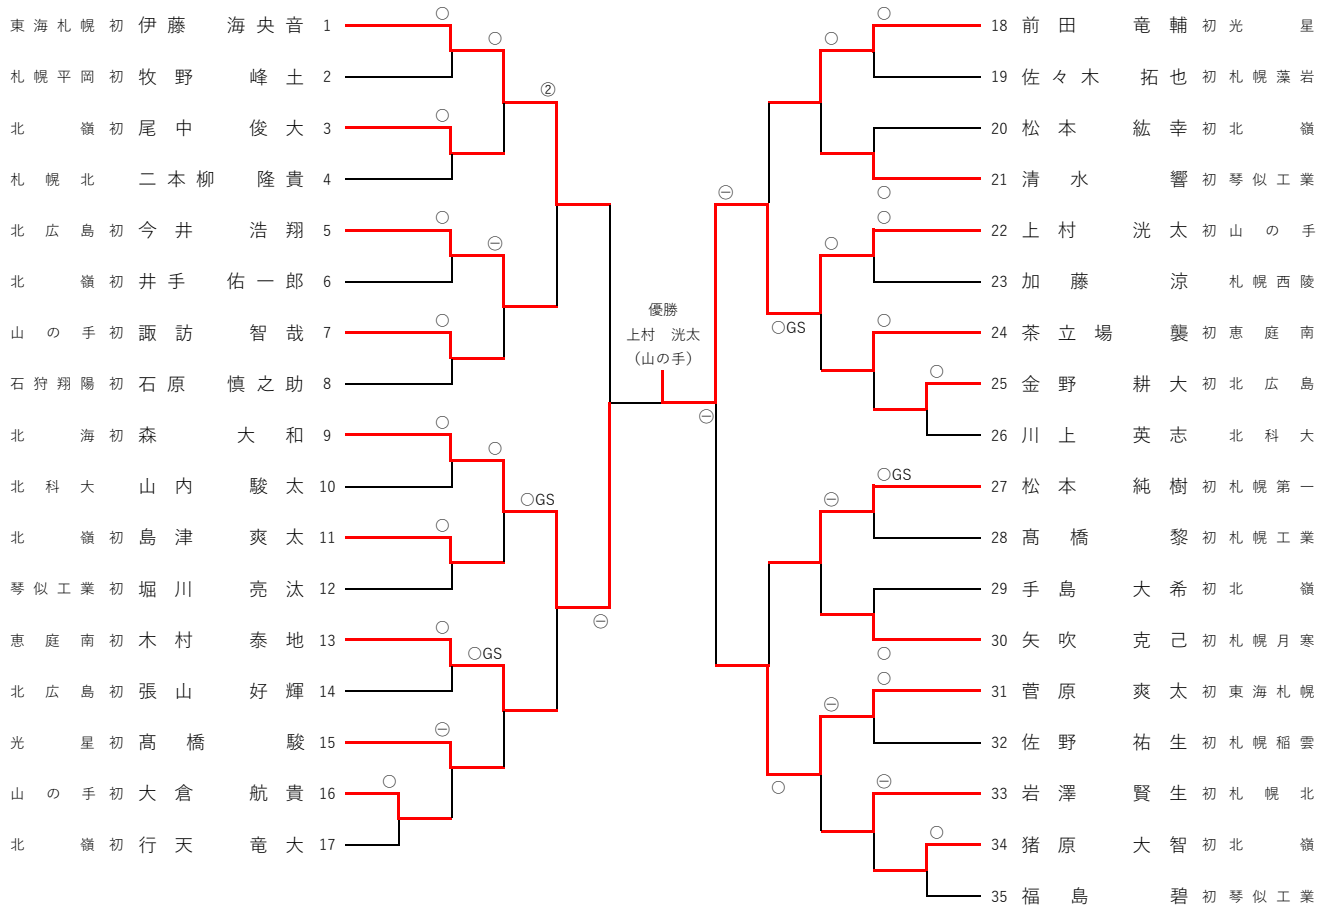 東海札幌 初 伊藤 海央音 1
札幌平岡 初 牧野 峰士 2
北嶺 初 尾中 俊大 3
札幌北 二本柳 隆貴 4
北広島 初 今井 浩翔 5
北嶺 初 井手 佑一郎 6
山の手 初 諏訪 智哉 7
石狩翔陽 初 石原 慎之助 8
北海 初 森 大和 9
北科大 山内 駿太 10
北嶺 初 島津 爽太 11
琴似工業 初 堀川 亮汰 12
恵庭南 初 木村 泰地 13
北広島 初 張山 好輝 14
光星 初 髙橋 駿 15
山の手 初 大倉 航貴 16
北嶺 初 行天 竜大 17
○
○
②
○
○
㊀
○
○
○
○GS
○
㊀
○
○GS
㊀
○
優勝
上村 洸太
(山の手)
○
○
㊀
○
○
○
○GS
○
○
㊀
○GS
㊀
○
○
㊀
○
㊀
○
18 前田 竜輔 初 光星
19 佐々木 拓也 初 札幌藻岩
20 松本 紘幸 初 北嶺
21 清水 響 初 琴似工業
22 上村 洸太 初 山の手
23 加藤 涼 札幌西陵
24 茶立場 襲 初 恵庭南
25 金野 耕大 初 北広島
26 川上 英志 北科大
27 松本 純樹 初 札幌第一
28 髙橋 黎 初 札幌工業
29 手島 大希 初 北嶺
30 矢吹 克己 初 札幌月寒
31 菅原 爽太 初 東海札幌
32 佐野 祐生 初 札幌稲雲
33 岩澤 賢生 初 札幌北
34 猪原 大智 初 北嶺
35 福島 碧 初 琴似工業